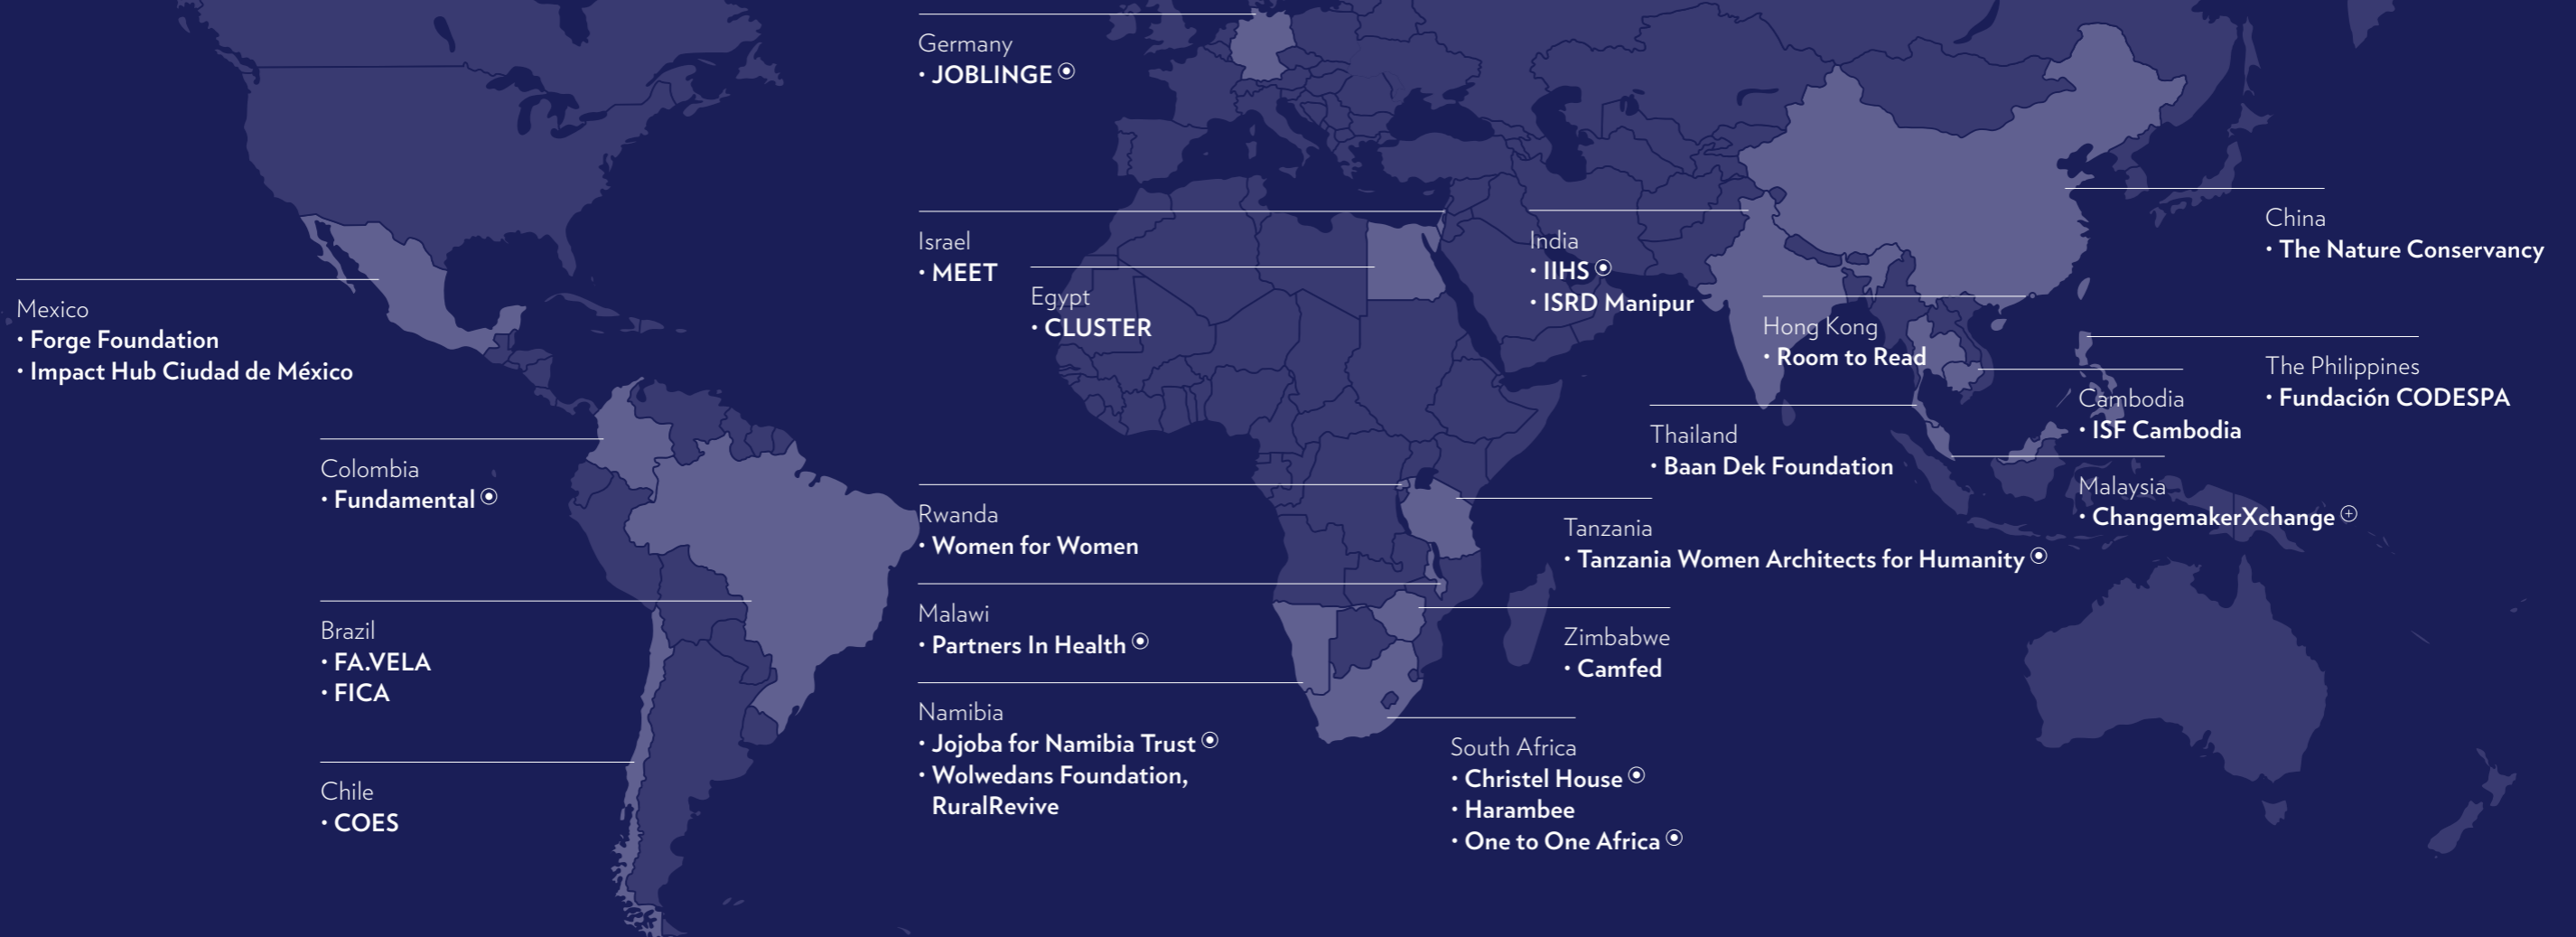 Germany
• JOBLINGE ⦿
Israel
• MEET
Egypt
• CLUSTER
India
• IIHS ⦿
• ISRD Manipur
China
• The Nature Conservancy
Mexico
• Forge Foundation
• Impact Hub Ciudad de México
Hong Kong
• Room to Read
The Philippines
• Fundación CODESPA
Cambodia
• ISF Cambodia
Colombia
• Fundamental ⦿
Thailand
• Baan Dek Foundation
Malaysia
• ChangemakerXchange ⊕
Rwanda
• Women for Women
Tanzania
• Tanzania Women Architects for Humanity ⦿
Brazil
• FA.VELA
• FICA
Malawi
• Partners In Health ⦿
Zimbabwe
• Camfed
Namibia
• Jojoba for Namibia Trust ⦿
• Wolwedans Foundation,
RuralRevive
South Africa
• Christel House ⦿
• Harambee
• One to One Africa ⦿
Chile
• COES